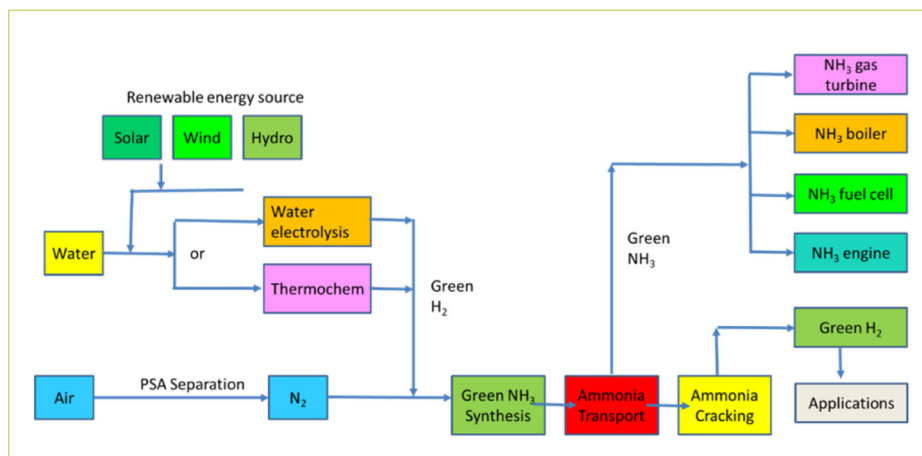 Renewable energy source
Solar
Wind
Hydro
Water
or
Water
electrolysis
Thermochem
Green
H₂
Air
PSA Separation
N₂
Green NH₃
Synthesis
Ammonia
Transport
Ammonia
Cracking
Green
NH₃
NH₃ gas
turbine
NH₃ boiler
NH₃ fuel cell
NH₃ engine
Green H₂
Applications